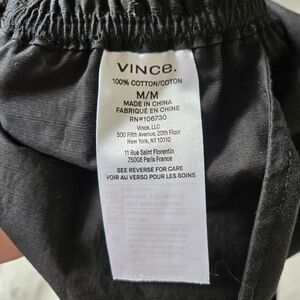 VINCE.
100% COTTON/COTON
M/M
MADE IN CHINA
FABRIQUÉ EN CHINE
RN#106730
Vince, LLC
500 Fifth Avenue, 20th Floor
New York, NY 10110
11 Rue Saint Florentin
75008 Paris France
SEE REVERSE FOR CARE
VOIR AU VERSO POUR LES SOINS